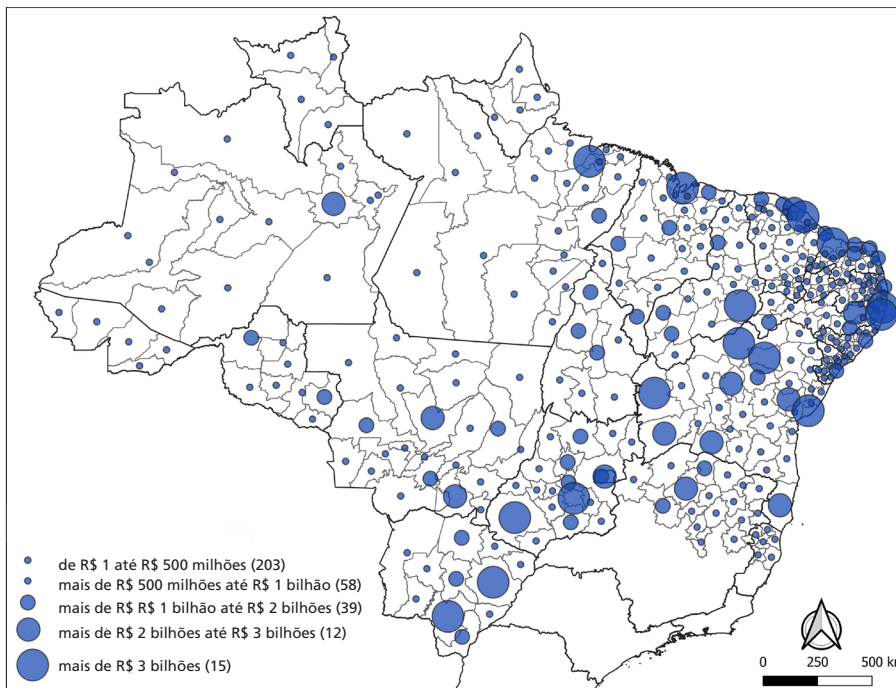 de R$ 1 até R$ 500 milhões (203)
mais de R$ 500 milhões até R$ 1 bilhão (58)
mais de R$ R$ 1 bilhão até R$ 2 bilhões (39)
mais de R$ 2 bilhões até R$ 3 bilhões (12)
mais de R$ 3 bilhões (15)
0 250 500 km